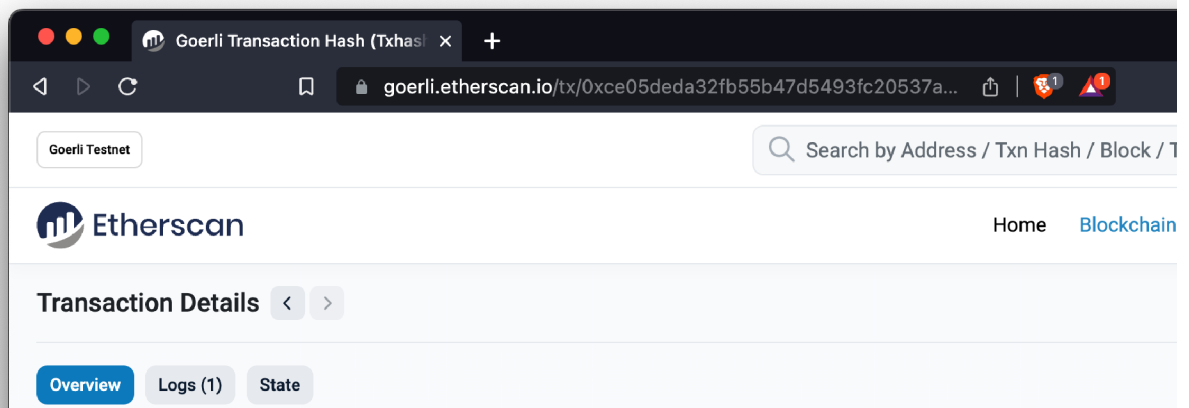 Goerli Transaction Hash (Txhas
goerli.etherscan.io/tx/0xce05deda32fb55b47d5493fc20537a...
1
1
Goerli Testnet
Search by Address / Txn Hash / Block / T
Etherscan
Home
Blockchain
Transaction Details
Overview
Logs (1)
State